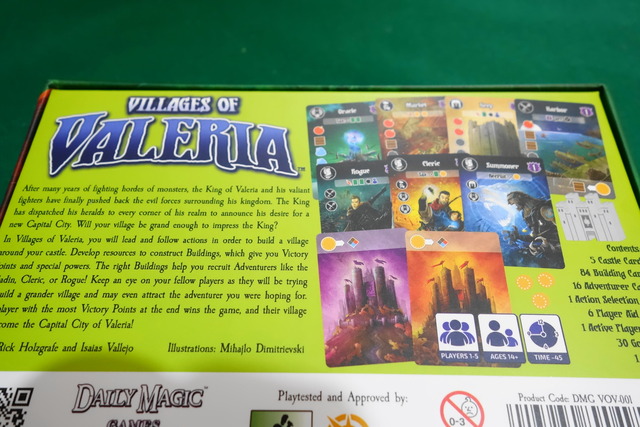 VILLAGES OF
VALERIA
After many years of fighting hordes of monsters, the King of Valeria and his valiant
fighters have finally pushed back the evil forces surrounding his kingdom. The King
has dispatched his heralds to every corner of his realm to announce his desire for a
new Capital City. Will your village be grand enough to impress the King?
In Villages of Valeria, you will lead and follow actions in order to build a village
around your castle. Develop resources to construct Buildings, which give you Victory
oints and special powers. The right Buildings help you recruit Adventurers like the
ladin, Cleric, or Rogue! Keep an eye on your fellow players as they will be trying
uild a grander village and may even attract the adventurer you were hoping for.
player with the most Victory Points at the end wins the game, and their village
come the Capital City of Valeria!
Rick Holzgrafe and Isaias Vallejo
Illustrations: Mihajlo Dimitrievski
Oracle
Market
Harbor
Rogue
Cleric
Summoner
Contents
5 Castle Card
84 Building Ca
16 Adventurer Ca
1 Action Selection
6 Player Aid
1 Active Player
30 Go
PLAYERS 1-5
AGES 14+
TIME ~45
DAILY MAGIC™
GAMES
Playtested and Approved by:
0-3
Product Code: DMG VOV.001